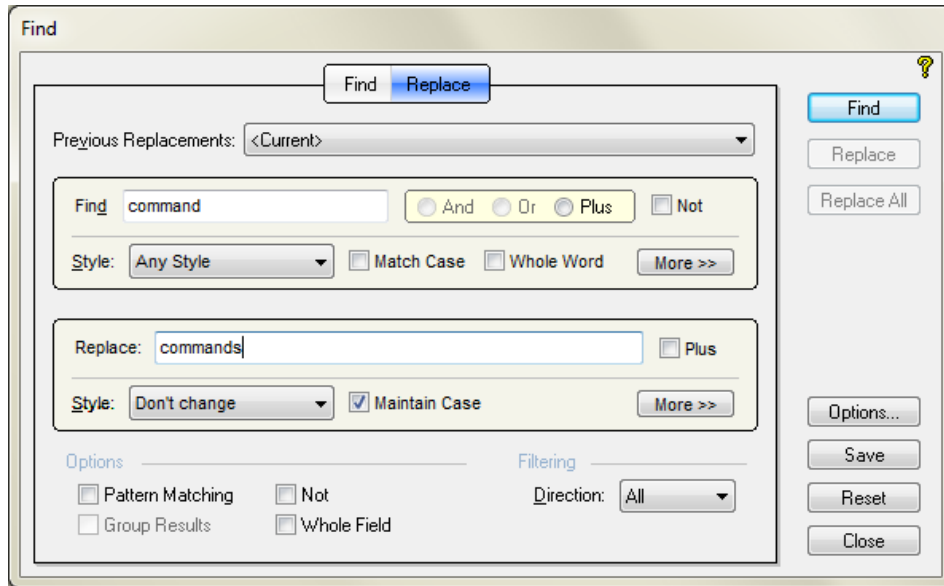 Find
?
Find Replace
Find
Previous Replacements: <Current>
Replace
Find command And Or Plus Not
Replace All
Style: Any Style Match Case Whole Word More >>
Replace: commands Plus
Style: Don't change Maintain Case More >>
Options...
Options Filtering
Save
Pattern Matching Not Direction: All
Reset
Group Results Whole Field
Close